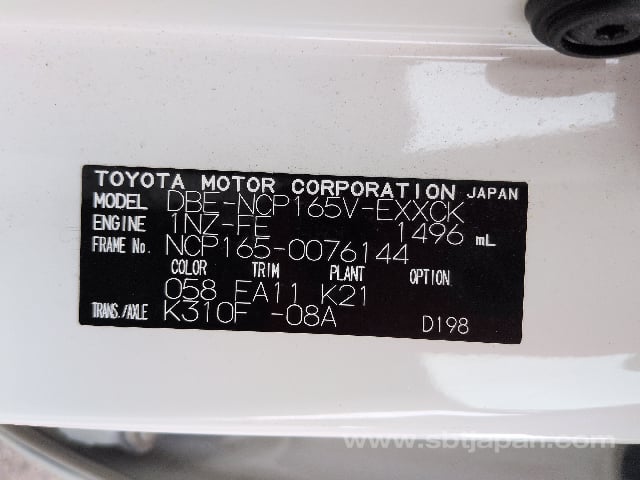 TOYOTA MOTOR CORPORATION JAPAN
MODEL DBE-NCP165V-EXXCK
ENGINE 1NZ-FE 1496 mL
FRAME No. NCP165-0076144
COLOR TRIM PLANT OPTION
058 EA11 K21
TRANS./AXLE K310F -08A D198
www.sbtjapan.com